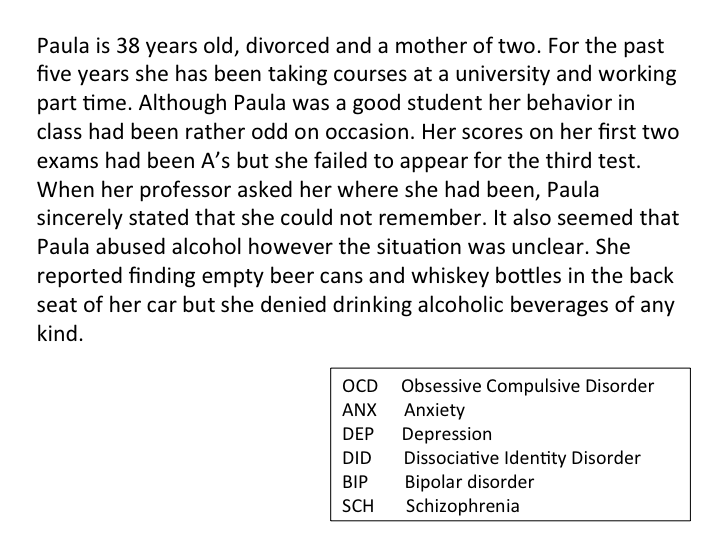 Paula is 38 years old, divorced and a mother of two. For the past
five years she has been taking courses at a university and working
part time. Although Paula was a good student her behavior in
class had been rather odd on occasion. Her scores on her first two
exams had been A’s but she failed to appear for the third test.
When her professor asked her where she had been, Paula
sincerely stated that she could not remember. It also seemed that
Paula abused alcohol however the situation was unclear. She
reported finding empty beer cans and whiskey bottles in the back
seat of her car but she denied drinking alcoholic beverages of any
kind.
OCD Obsessive Compulsive Disorder
ANX Anxiety
DEP Depression
DID Dissociative Identity Disorder
BIP Bipolar disorder
SCH Schizophrenia